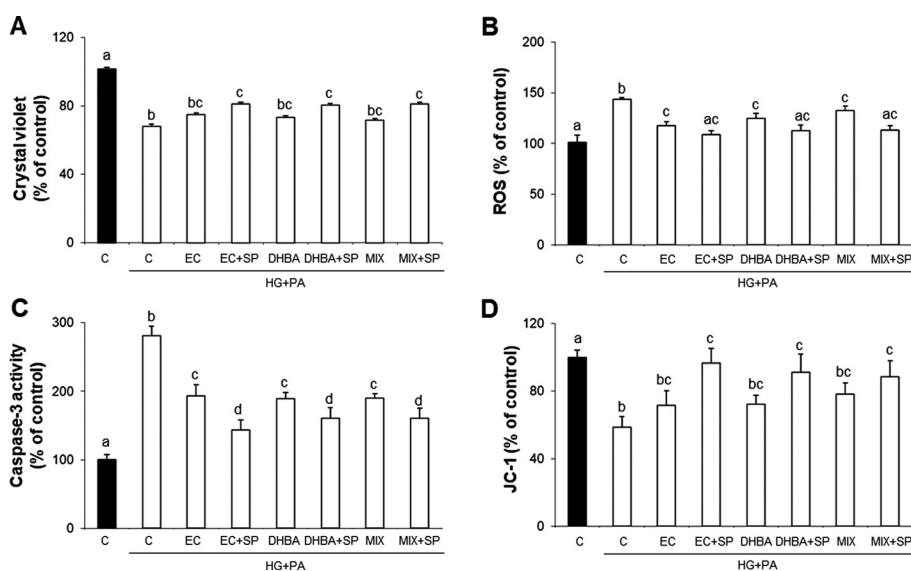 A
Crystal violet
(% of control)
120
80
40
0
a
b
bc
c
bc
c
bc
c
C
C
EC
EC+SP
DHBA
DHBA+SP
MIX
MIX+SP
HG+PA
B
ROS (% of control)
200
150
100
50
0
a
b
c
ac
c
ac
c
ac
C
C
EC
EC+SP
DHBA
DHBA+SP
MIX
MIX+SP
HG+PA
C
Caspase-3 activity
(% of control)
300
200
100
0
a
b
c
d
c
d
c
d
C
C
EC
EC+SP
DHBA
DHBA+SP
MIX
MIX+SP
HG+PA
D
JC-1 (% of control)
120
80
40
0
a
b
bc
c
bc
c
bc
c
C
C
EC
EC+SP
DHBA
DHBA+SP
MIX
MIX+SP
HG+PA